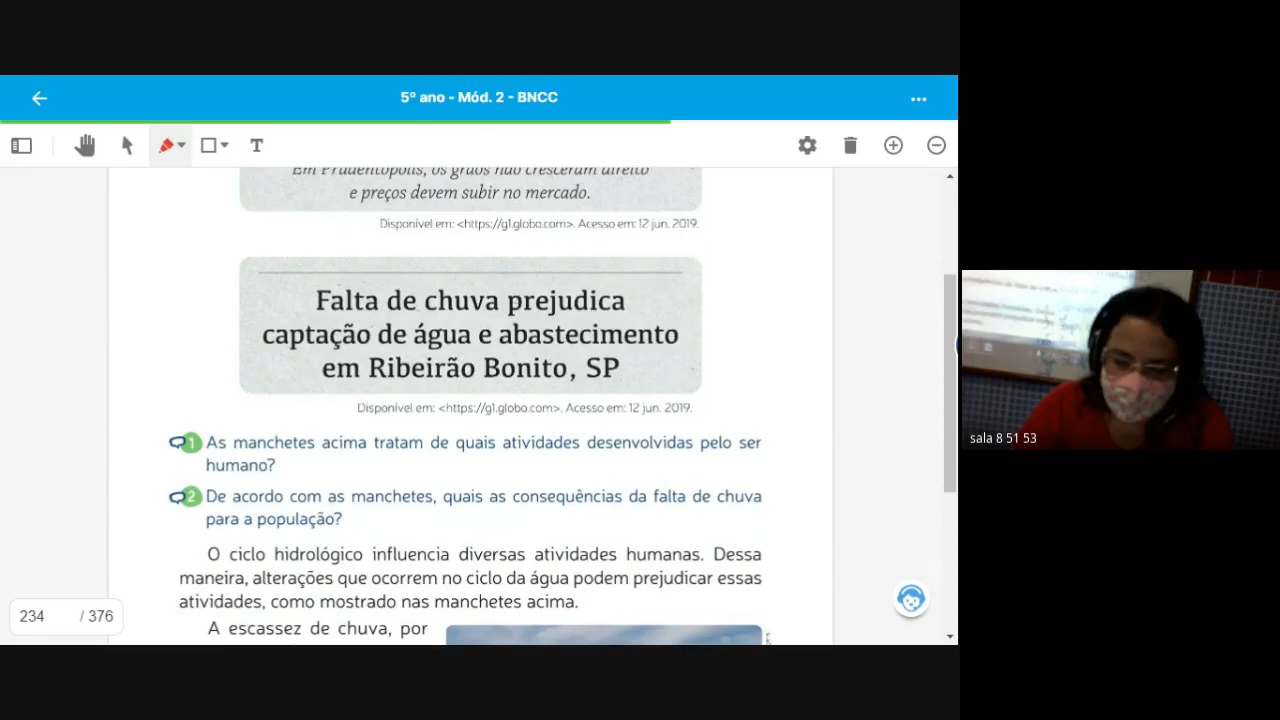 5º ano - Mód. 2 - BNCC
T
Em Prudentópolis, os grãos não cresceram direito
e preços devem subir no mercado.
Disponível em: <https://g1.globo.com>. Acesso em: 12 jun. 2019.
Falta de chuva prejudica
captação de água e abastecimento
em Ribeirão Bonito, SP
Disponível em: <https://g1.globo.com>. Acesso em: 12 jun. 2019.
1 As manchetes acima tratam de quais atividades desenvolvidas pelo ser
humano?
2 De acordo com as manchetes, quais as consequências da falta de chuva
para a população?
O ciclo hidrológico influencia diversas atividades humanas. Dessa
maneira, alterações que ocorrem no ciclo da água podem prejudicar essas
atividades, como mostrado nas manchetes acima.
A escassez de chuva, por
234 / 376
sala 8 51 53